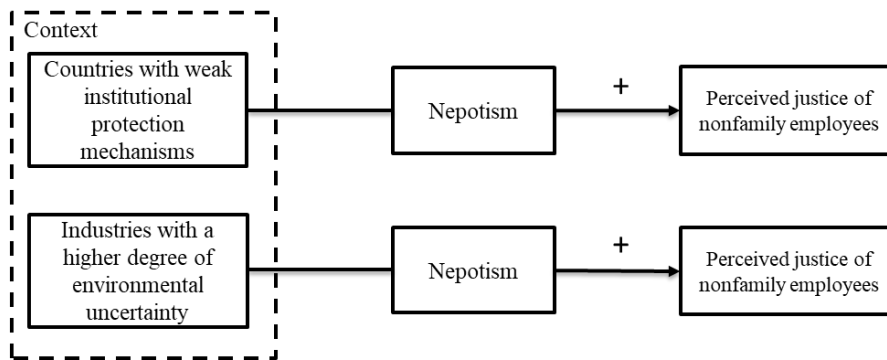 Context
Countries with weak
institutional
protection
mechanisms
Nepotism
+
Perceived justice of
nonfamily employees
Industries with a
higher degree of
environmental
uncertainty
Nepotism
+
Perceived justice of
nonfamily employees